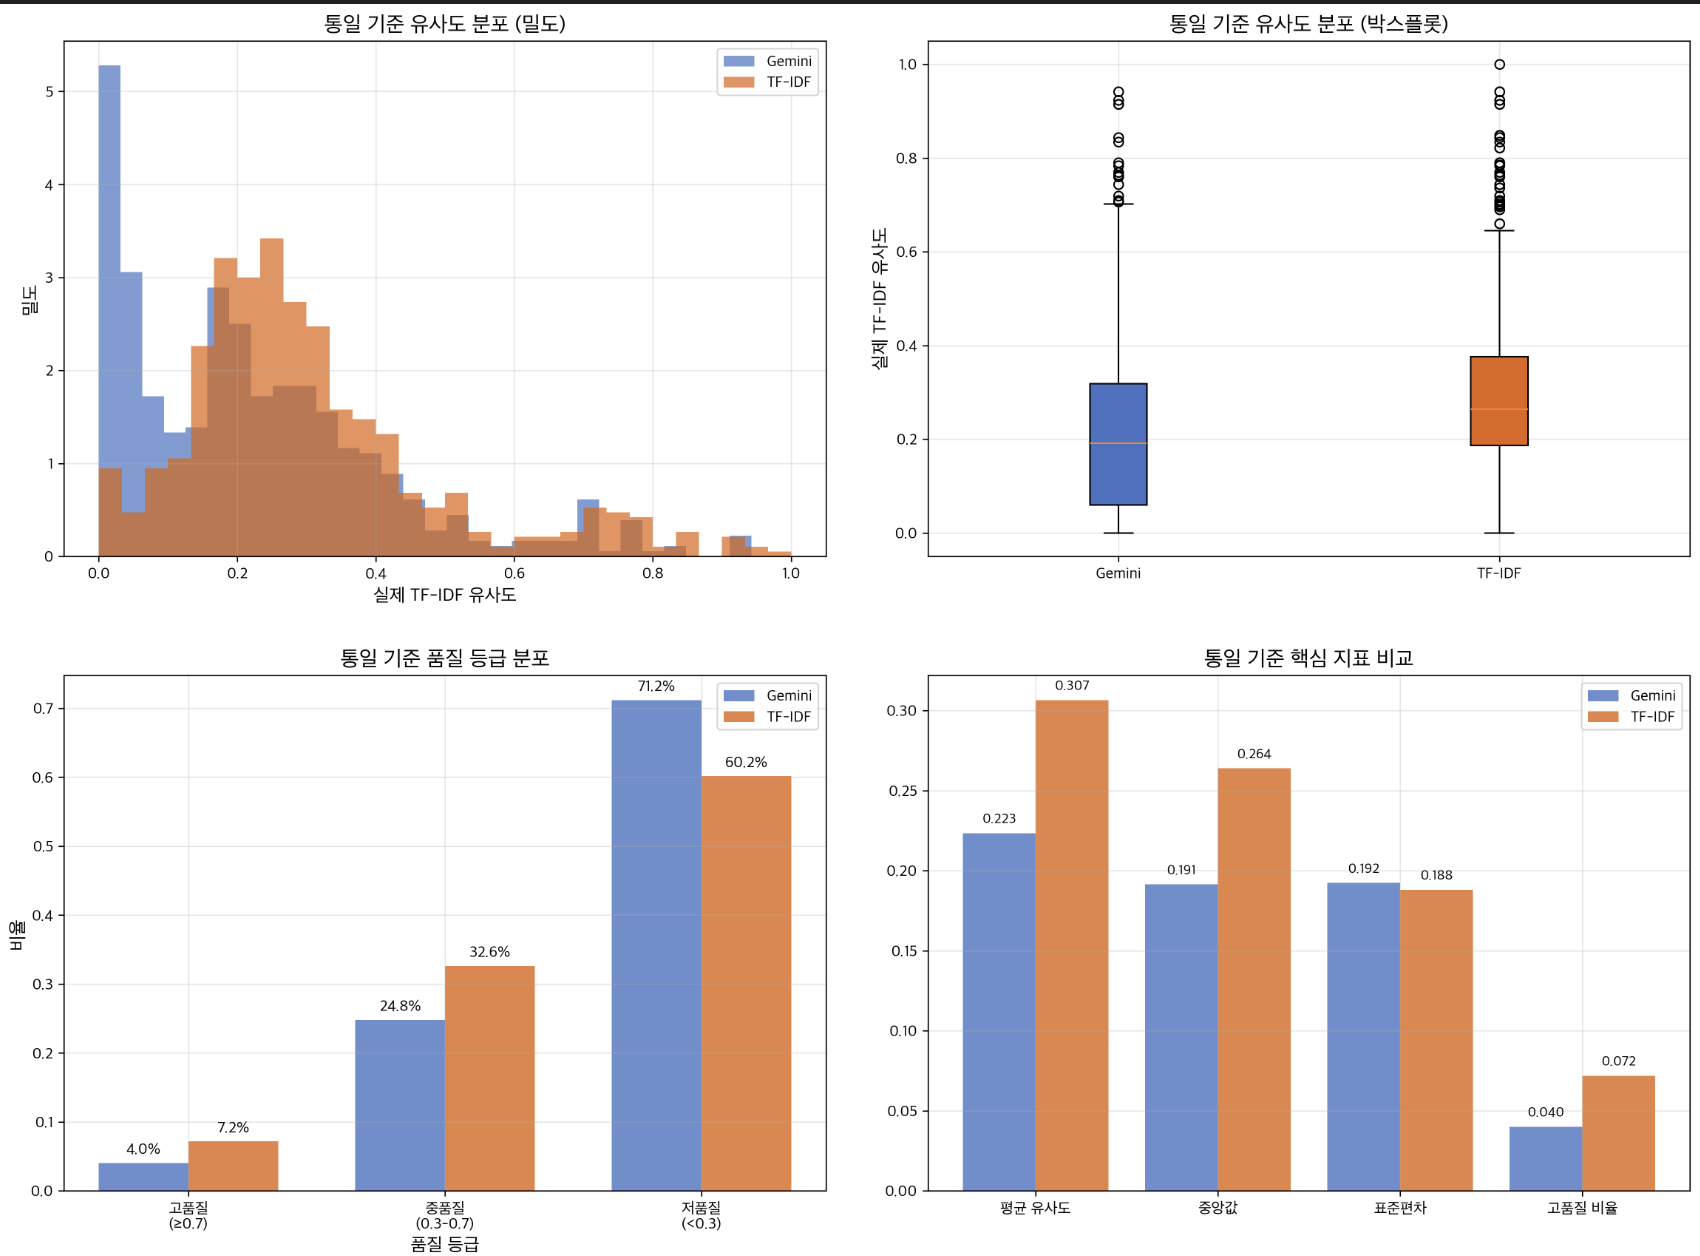 통일 기준 유사도 분포 (밀도)
Gemini
TF-IDF
밀도
5
4
3
2
1
0
0.0 0.2 0.4 0.6 0.8 1.0
실제 TF-IDF 유사도
통일 기준 유사도 분포 (박스플롯)
실제 TF-IDF 유사도
1.0
0.8
0.6
0.4
0.2
0.0
Gemini TF-IDF
통일 기준 품질 등급 분포
Gemini
TF-IDF
비율
0.7
0.6
0.5
0.4
0.3
0.2
0.1
0.0
4.0%
7.2%
24.8%
32.6%
71.2%
60.2%
고품질 중품질 저품질
(≥0.7) (0.3-0.7) (<0.3)
품질 등급
통일 기준 핵심 지표 비교
Gemini
TF-IDF
0.30
0.25
0.20
0.15
0.10
0.05
0.00
0.223
0.307
0.191
0.264
0.192
0.188
0.040
0.072
평균 유사도 중앙값 표준편차 고품질 비율